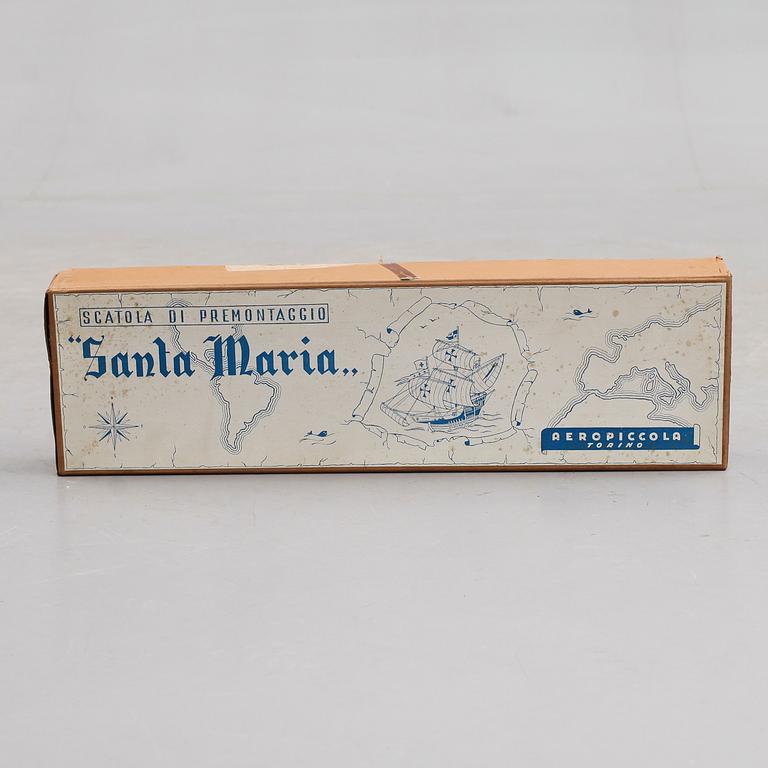 SCATOLA DI PREMONTAGGIO
"Santa Maria„
AEROPICCOLA
TORINO